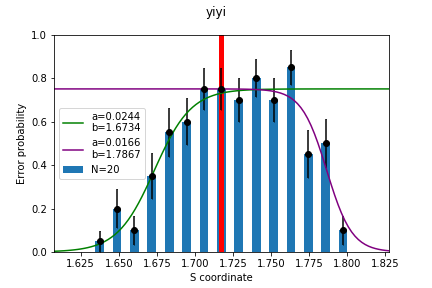 yiyi
1.0
0.8
0.6
0.4
0.2
0.0
Error probability
a=0.0244
b=1.6734
a=0.0166
b=1.7867
N=20
1.625 1.650 1.675 1.700 1.725 1.750 1.775 1.800 1.825
S coordinate